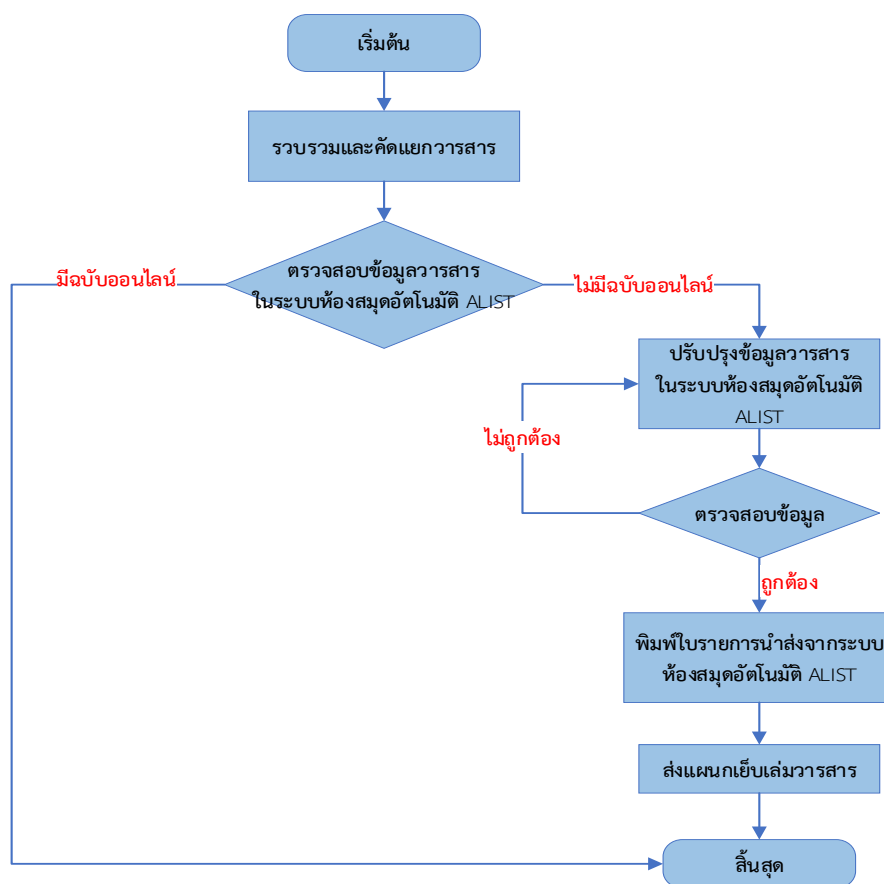 เริ่มต้น
รวบรวมและคัดแยกวารสาร
มีฉบับออนไลน์
ตรวจสอบข้อมูลวารสาร
ในระบบห้องสมุดอัตโนมัติ ALIST
ไม่มีฉบับออนไลน์
ปรับปรุงข้อมูลวารสาร
ในระบบห้องสมุดอัตโนมัติ
ALIST
ไม่ถูกต้อง
ตรวจสอบข้อมูล
ถูกต้อง
พิมพ์ใบรายการนำส่งจากระบบ
ห้องสมุดอัตโนมัติ ALIST
ส่งแผนกเย็บเล่มวารสาร
สิ้นสุด